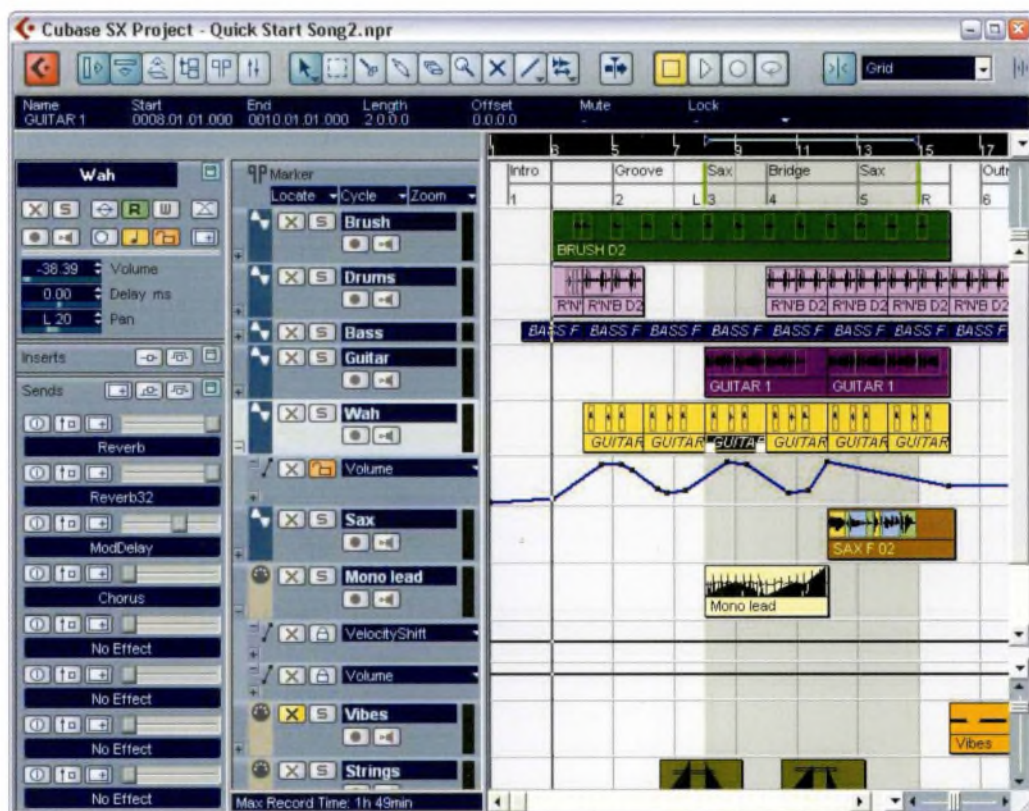 Cubase SX Project - Quick Start Song2.npr
Grid
Name Start End Length Offset Mute Lock
GUITAR 1 0008.01.01.000 0010.01.01.000 2.0.0.0 0.0.0.0 - -
1 3 5 7 9 11 13 15 17
Wah
Marker
Intro Groove Sax Bridge Sax Outr
Locate Cycle Zoom
1 2 L 3 4 5 R 6
X S R W
Brush
BRUSH D2
-38.39 Volume
0.00 Delay ms
L 20 Pan
Drums
R'N' R'N'B D2 R'N'B D2 R'N'B D2 R'N'B D2 R'N'B D2
Bass
BASS F BASS F BASS F BASS F BASS F BASS F BASS F BASS F
Inserts
Guitar
GUITAR 1 GUITAR 1
Sends
Wah
GUITAR GUITAR GUITAR GUITAR GUITAR GUITAR
Reverb
Volume
Reverb32
Sax
SAX F 02
ModDelay
Mono lead
Mono lead
Chorus
VelocityShift
No Effect
Volume
No Effect
Vibes
Vibes
No Effect
Strings
No Effect
Max Record Time: 1h 49min